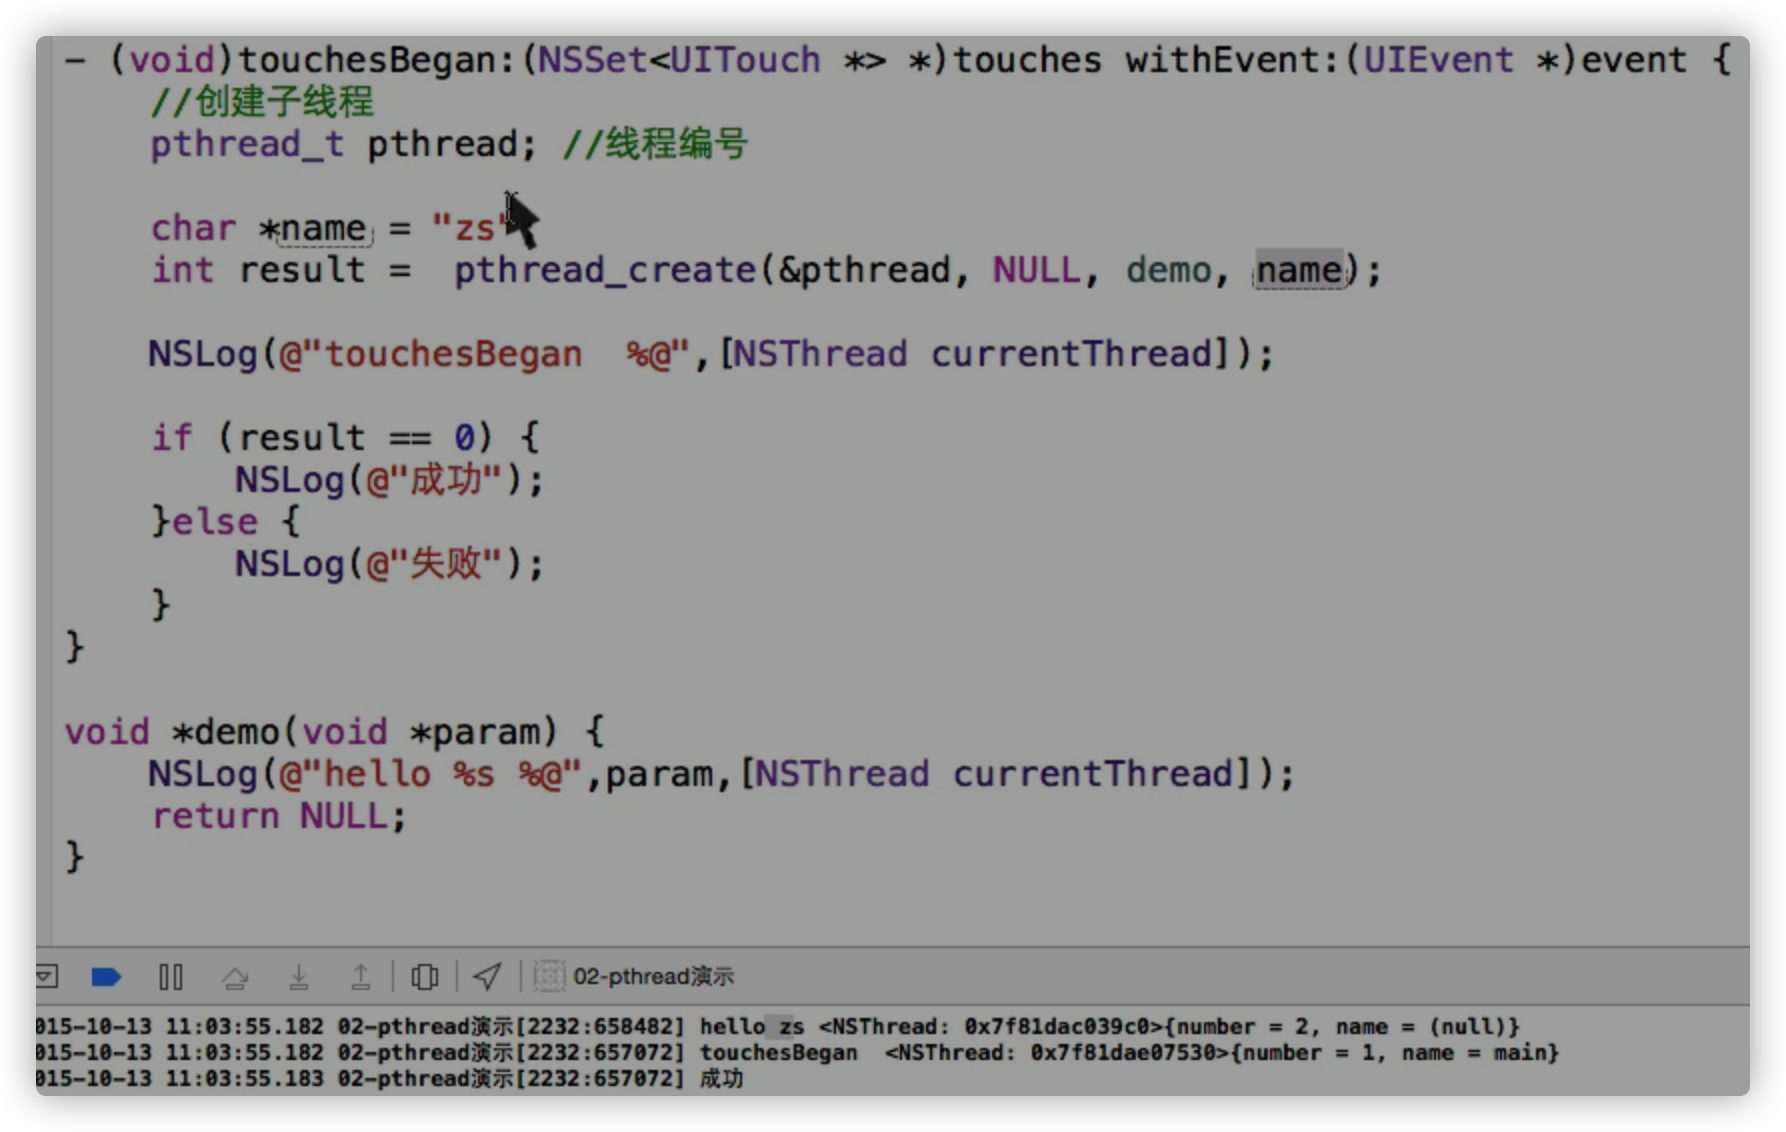 - (void)touchesBegan:(NSSet<UITouch *> *)touches withEvent:(UIEvent *)event {
//创建子线程
pthread_t pthread; //线程编号
char *name = "zs"
int result =  pthread_create(&pthread, NULL, demo, name);
NSLog(@"touchesBegan  %@",[NSThread currentThread]);
if (result == 0) {
NSLog(@"成功");
}else {
NSLog(@"失败");
}
}
void *demo(void *param) {
NSLog(@"hello %s %@",param,[NSThread currentThread]);
return NULL;
}
02-pthread演示
015-10-13 11:03:55.182 02-pthread演示[2232:658482] hello zs <NSThread: 0x7f81dac039c0>{number = 2, name = (null)}
015-10-13 11:03:55.182 02-pthread演示[2232:657072] touchesBegan  <NSThread: 0x7f81dae07530>{number = 1, name = main}
015-10-13 11:03:55.183 02-pthread演示[2232:657072] 成功